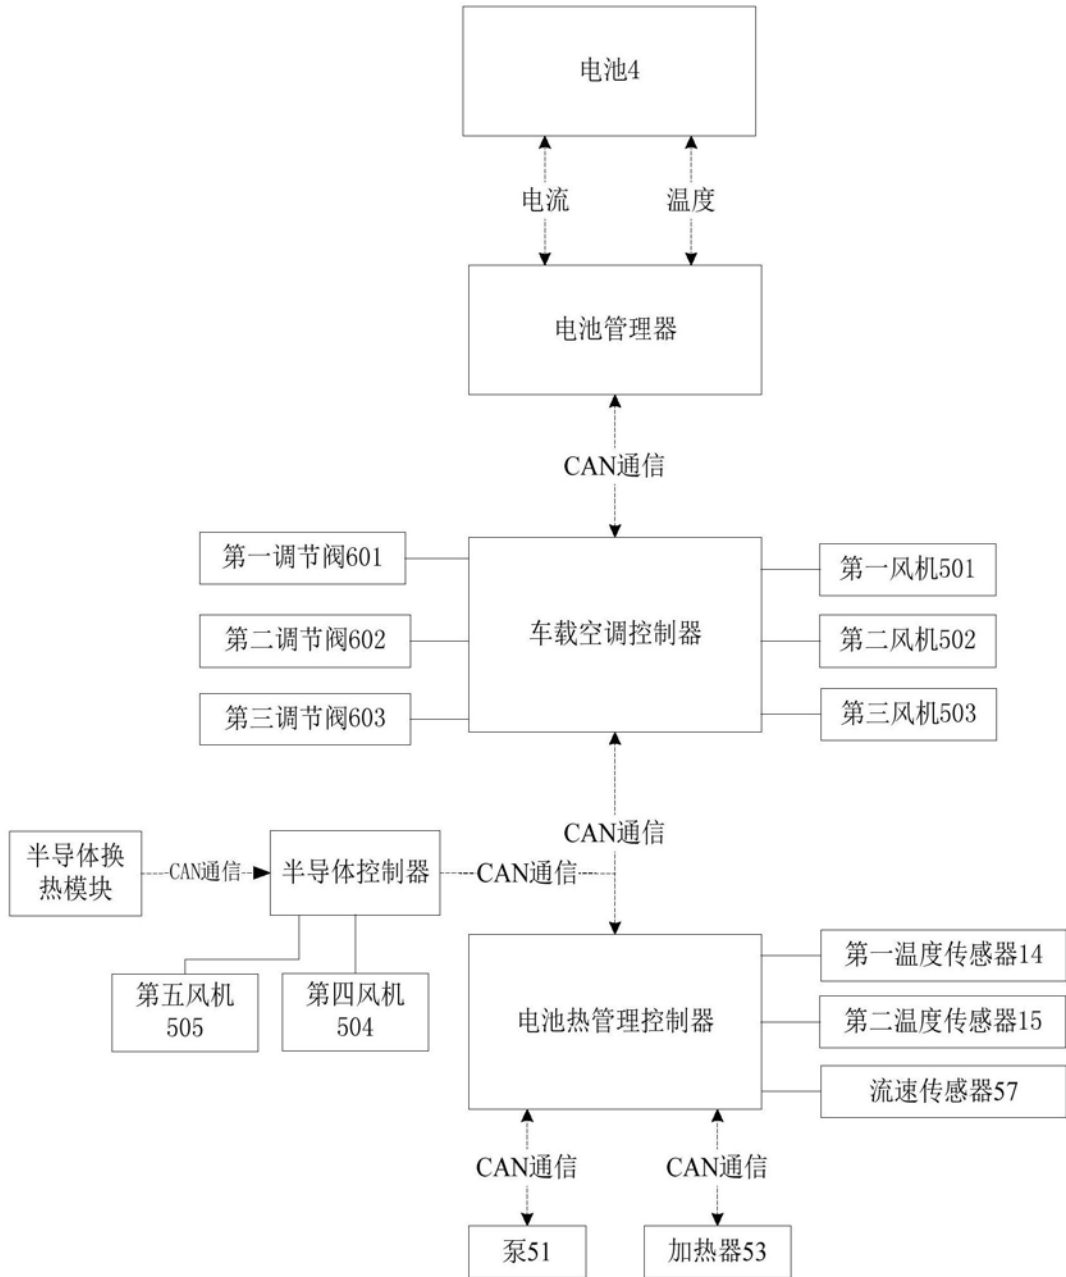 电池4
电流
温度
电池管理器
CAN通信
第一调节阀601
第一风机501
第二调节阀602
车载空调控制器
第二风机502
第三调节阀603
第三风机503
CAN通信
半导体换
热模块
CAN通信
半导体控制器
CAN通信
第五风机
505
第四风机
504
第一温度传感器14
电池热管理控制器
第二温度传感器15
流速传感器57
CAN通信
CAN通信
泵51
加热器53